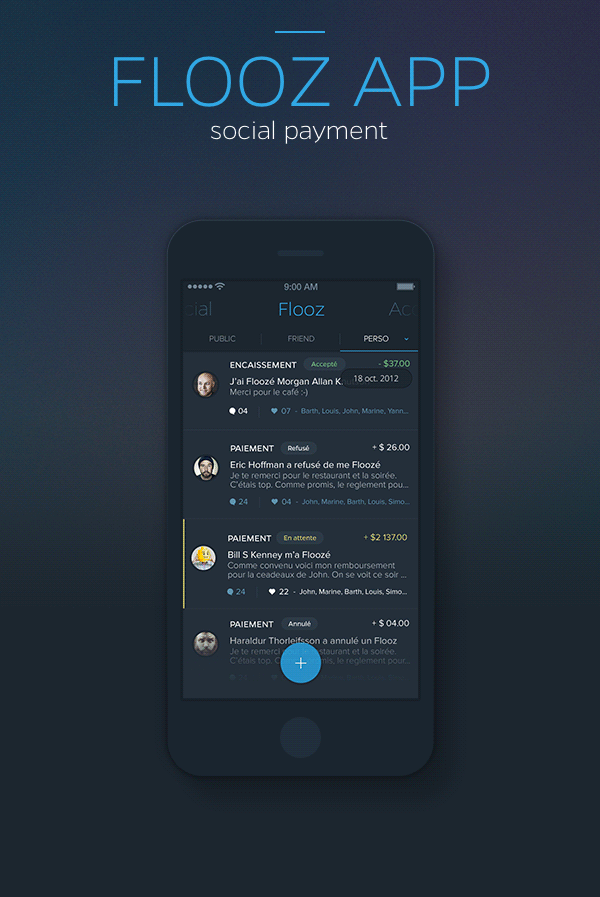 FLOOZ APP
social payment
9:00 AM
cial Flooz Acc
PUBLIC FRIEND PERSO
ENCAISSEMENT Accepté - $37.00
J'ai Floozé Morgan Allan K 18 oct. 2012
Merci pour le café :-)
04 07 - Barth, Louis, John, Marine, Yann...
PAIEMENT Refusé + $ 26.00
Eric Hoffman a refusé de me Floozé
Je te remerci pour le restaurant et la soirée.
C'étais top. Comme promis, le reglement pou...
24 04 - John, Marine, Barth, Louis, Simo...
PAIEMENT En attente + $2 137.00
Bill S Kenney m'a Floozé
Comme convenu voici mon remboursement
pour la ceadeaux de John. On se voit ce soir ...
24 22 - John, Marine, Barth, Louis, Simo...
PAIEMENT Annulé + $ 04.00
Haraldur Thorleifsson a annulé un Flooz
Je te remerci restaurant et la soirée.
C'étais top. Com promis, le reglement pou...